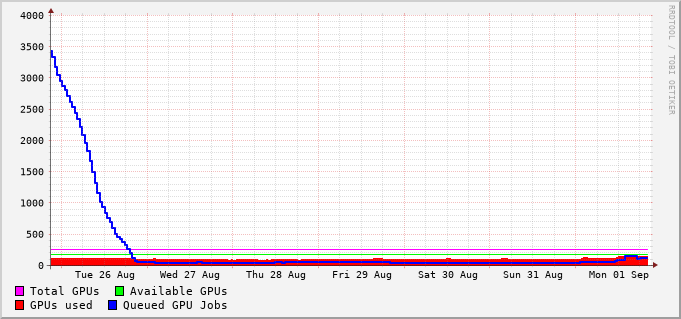 RRDTOOL / TOBI OETIKER
4000
3500
3000
2500
2000
1500
1000
500
0
Tue 26 Aug Wed 27 Aug Thu 28 Aug Fri 29 Aug Sat 30 Aug Sun 31 Aug Mon 01 Sep
Total GPUs Available GPUs
GPUs used Queued GPU Jobs